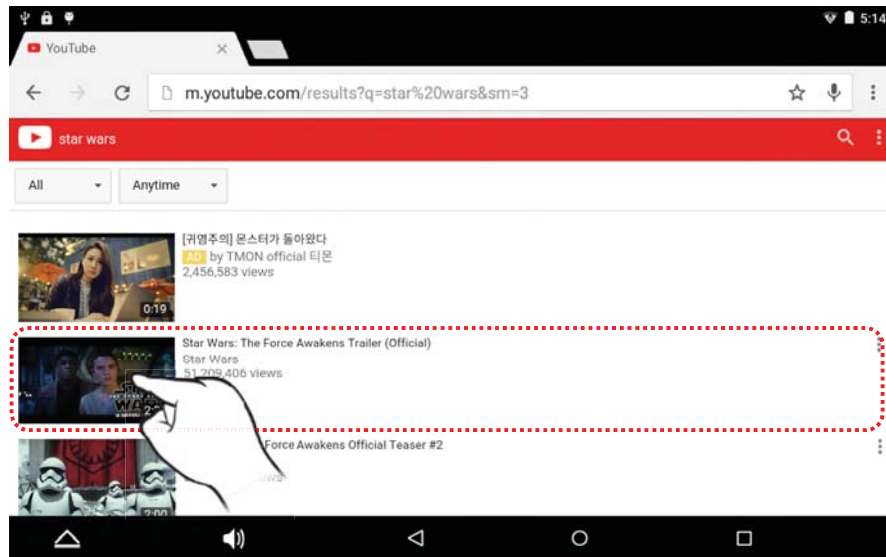 5:14
YouTube
m.youtube.com/results?q=star%20wars&sm=3
star wars
All
Anytime
[귀염주의] 몬스터가 돌아왔다
AD by TMON official 티몬
2,456,583 views
0:19
Star Wars: The Force Awakens Trailer (Official)
Star Wars
51,209,406 views
STAR
WARS
Force Awakens Official Teaser #2
2:00